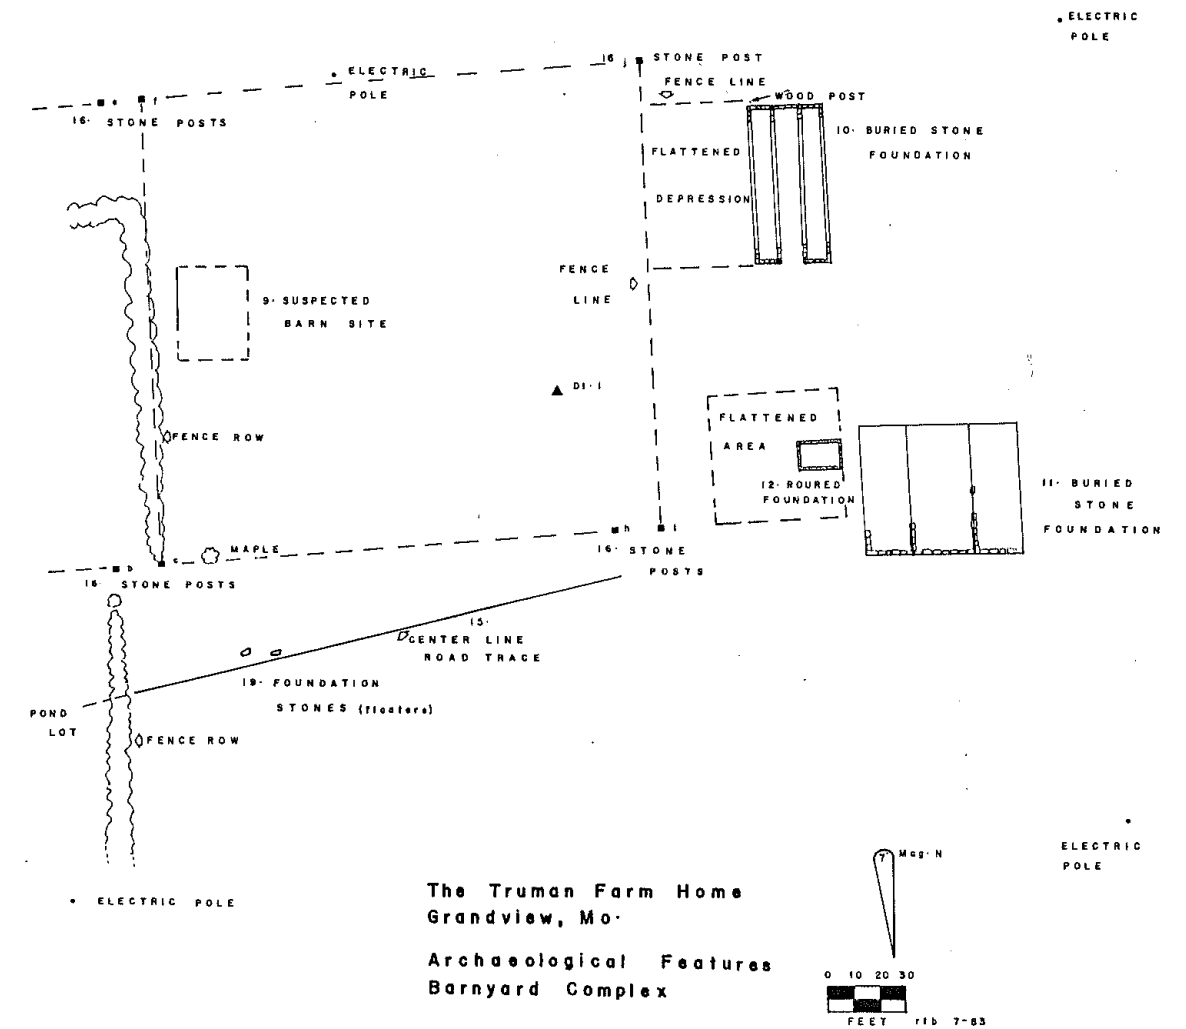 ELECTRIC
POLE
16· j STONE POST
FENCE LINE
ELECTRIC
POLE
WOOD POST
e f
16· STONE POSTS
10· BURIED STONE
FOUNDATION
FLATTENED
DEPRESSION
FENCE
LINE
9· SUSPECTED
BARN SITE
D1·1
FLATTENED
AREA
FENCE ROW
12· ROURED
FOUNDATION
11· BURIED
STONE
FOUNDATION
h i
16· STONE
POSTS
MAPLE
b c
16· STONE POSTS
15·
CENTER LINE
ROAD TRACE
19· FOUNDATION
STONES (floaters)
POND
LOT
FENCE ROW
ELECTRIC
POLE
7° Mag·N
ELECTRIC POLE
The Truman Farm Home
Grandview, Mo·
Archaeological Features
Barnyard Complex
0 10 20 30
FEET rfb 7-83